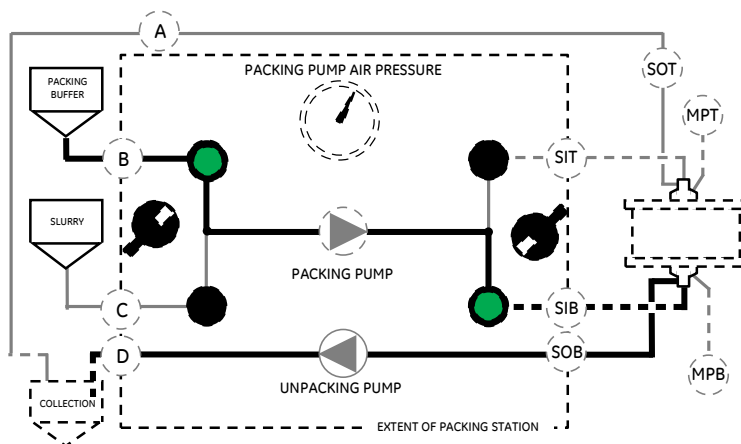 A
PACKING PUMP AIR PRESSURE
SOT
PACKING
BUFFER
MPT
B
SIT
SLURRY
PACKING PUMP
C
SIB
D
SOB
UNPACKING PUMP
MPB
COLLECTION
EXTENT OF PACKING STATION